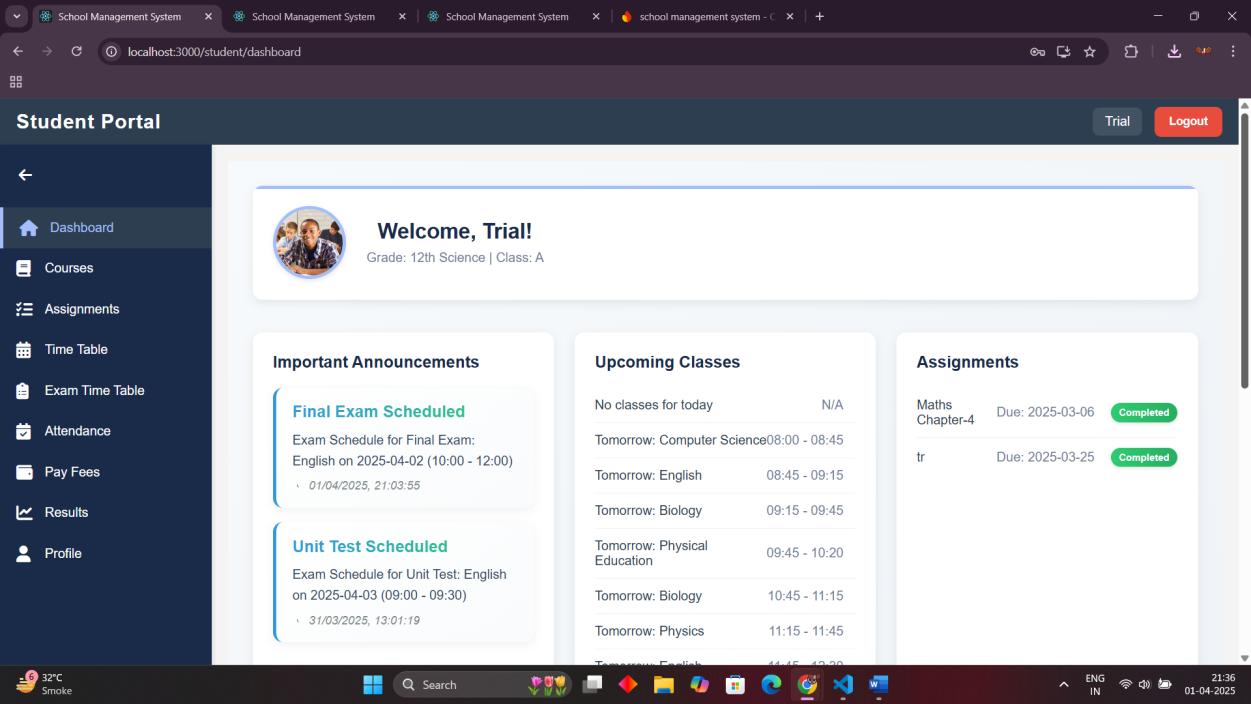 School Management System
School Management System
School Management System
school management system - C
localhost:3000/student/dashboard
Student Portal
Trial
Logout
Dashboard
Courses
Assignments
Time Table
Exam Time Table
Attendance
Pay Fees
Results
Profile
Welcome, Trial!
Grade: 12th Science | Class: A
Important Announcements
Final Exam Scheduled
Exam Schedule for Final Exam:
English on 2025-04-02 (10:00 - 12:00)
01/04/2025, 21:03:55
Unit Test Scheduled
Exam Schedule for Unit Test: English
on 2025-04-03 (09:00 - 09:30)
31/03/2025, 13:01:19
Upcoming Classes
No classes for today N/A
Tomorrow: Computer Science08:00 - 08:45
Tomorrow: English 08:45 - 09:15
Tomorrow: Biology 09:15 - 09:45
Tomorrow: Physical
Education 09:45 - 10:20
Tomorrow: Biology 10:45 - 11:15
Tomorrow: Physics 11:15 - 11:45
Tomorrow: English 11:45 - 12:30
Assignments
Maths
Chapter-4 Due: 2025-03-06 Completed
tr Due: 2025-03-25 Completed
6
32°C
Smoke
Search
ENG
IN
21:36
01-04-2025